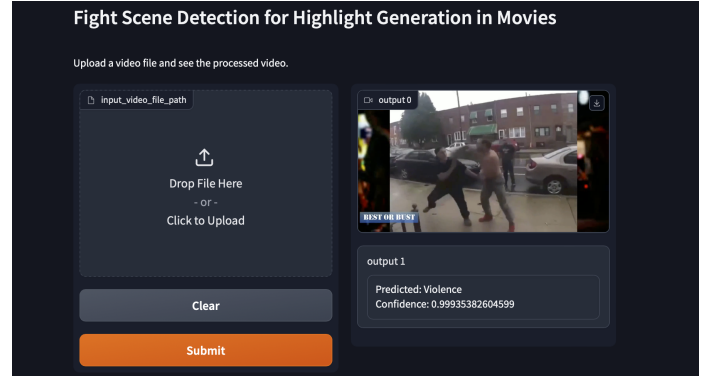 Fight Scene Detection for Highlight Generation in Movies
Upload a video file and see the processed video.
input_video_file_path
Drop File Here
- or -
Click to Upload
Clear
Submit
output 0
BEST OR BUST
output 1
Predicted: Violence
Confidence: 0.99935382604599